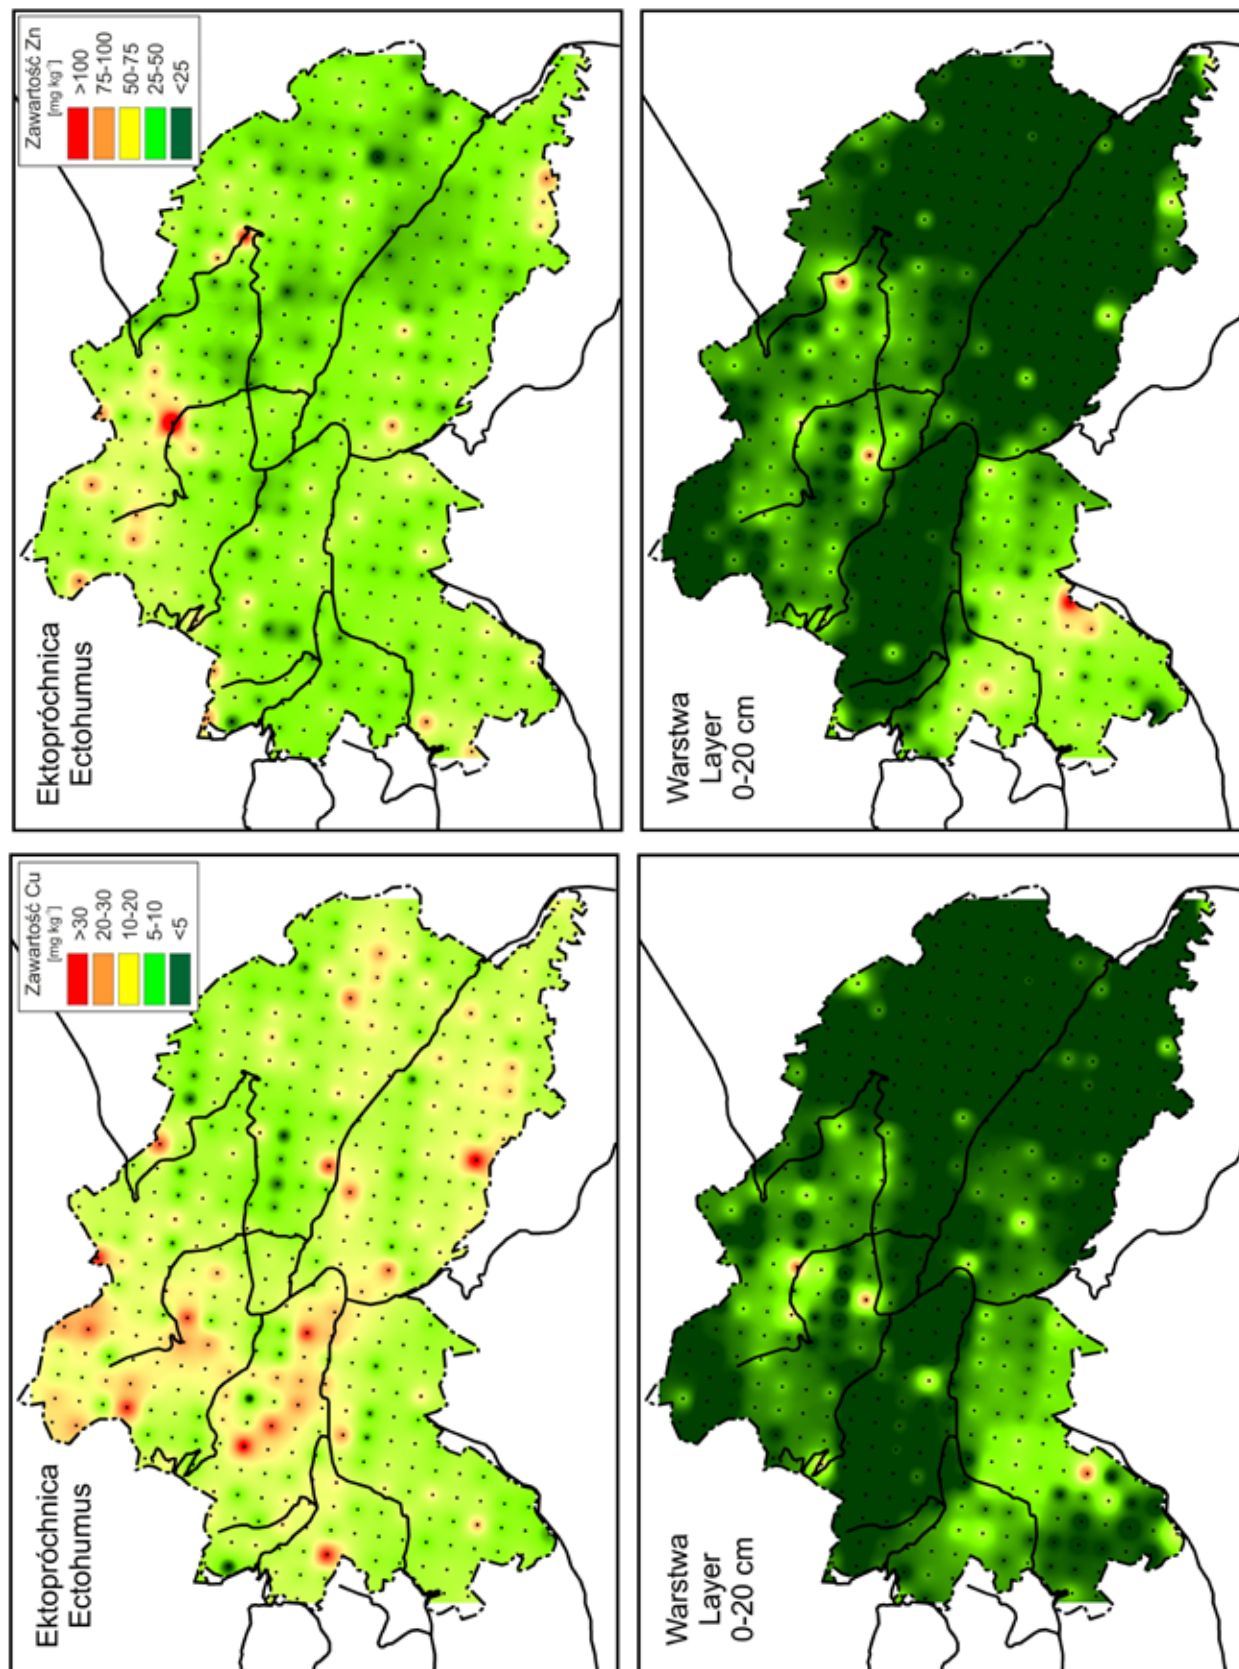 Ektopróchnica
Ectohumus
Zawartość Zn
[mg kg⁻¹]
>100
75-100
50-75
25-50
<25
Warstwa
Layer
0-20 cm
Ektopróchnica
Ectohumus
Zawartość Cu
[mg kg⁻¹]
>30
20-30
10-20
5-10
<5
Warstwa
Layer
0-20 cm